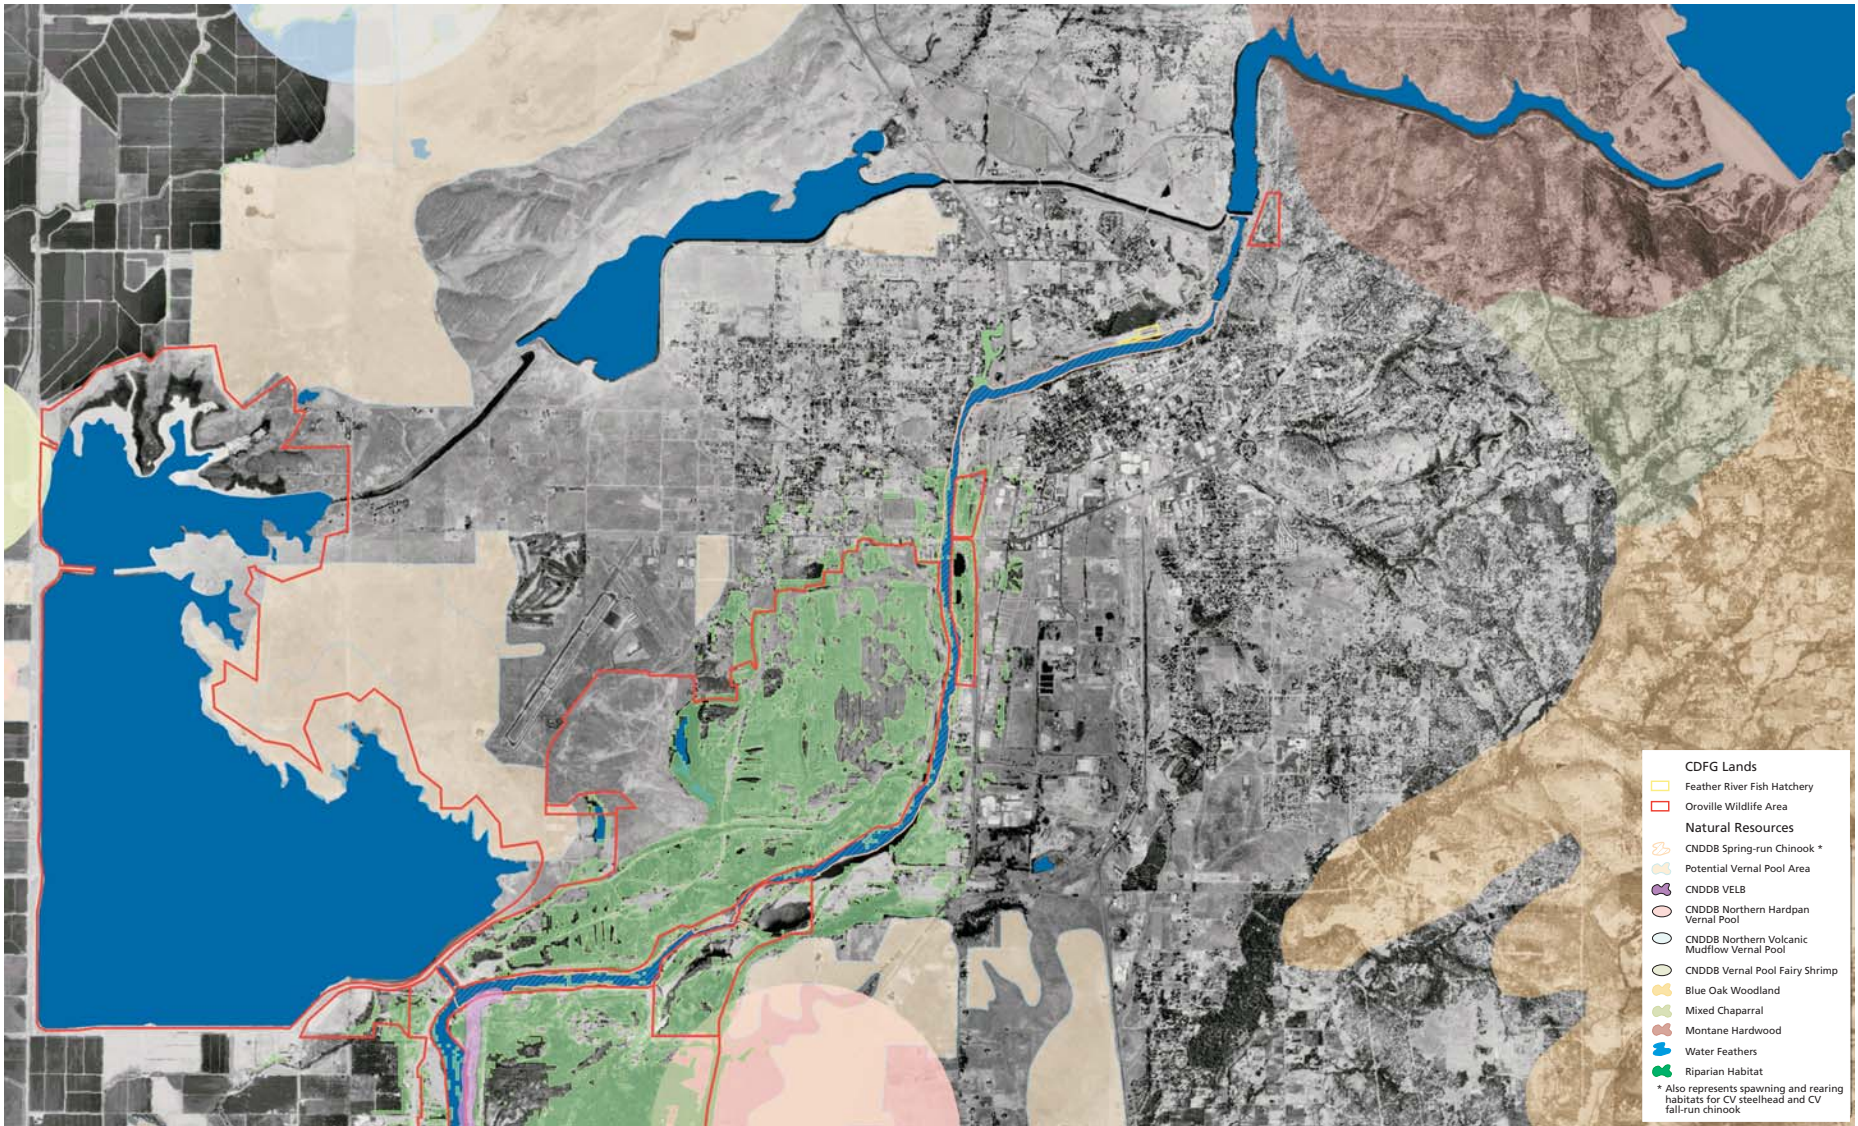 CDFG Lands
Feather River Fish Hatchery
Oroville Wildlife Area
Natural Resources
CNDDB Spring-run Chinook *
Potential Vernal Pool Area
CNDDB VELB
CNDDB Northern Hardpan
Vernal Pool
CNDDB Northern Volcanic
Mudflow Vernal Pool
CNDDB Vernal Pool Fairy Shrimp
Blue Oak Woodland
Mixed Chaparral
Montane Hardwood
Water Feathers
Riparian Habitat
* Also represents spawning and rearing
habitats for CV steelhead and CV
fall-run chinook